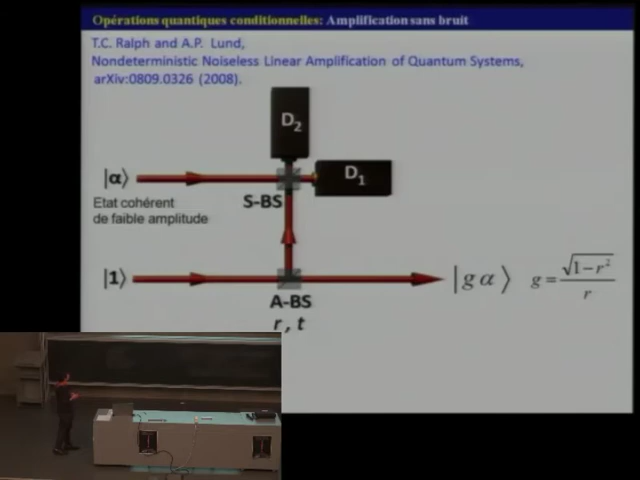 Opérations quantiques conditionnelles: Amplification sans bruit
T.C. Ralph and A.P. Lund,
Nondeterministic Noiseless Linear Amplification of Quantum Systems,
arXiv:0809.0326 (2008).
D₂
|α⟩
D₁
Etat cohérent
de faible amplitude
S-BS
|1⟩
|gα⟩ g=√(1−r²)/r
A-BS
r, t